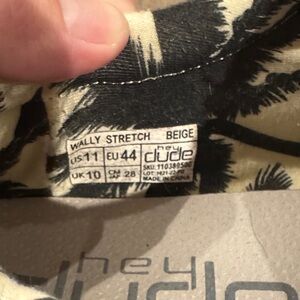 WALLY STRETCH BEIGE
US 11 EU 44 hey
dude
UK 10 28
MADE IN CHINA
hey
dude